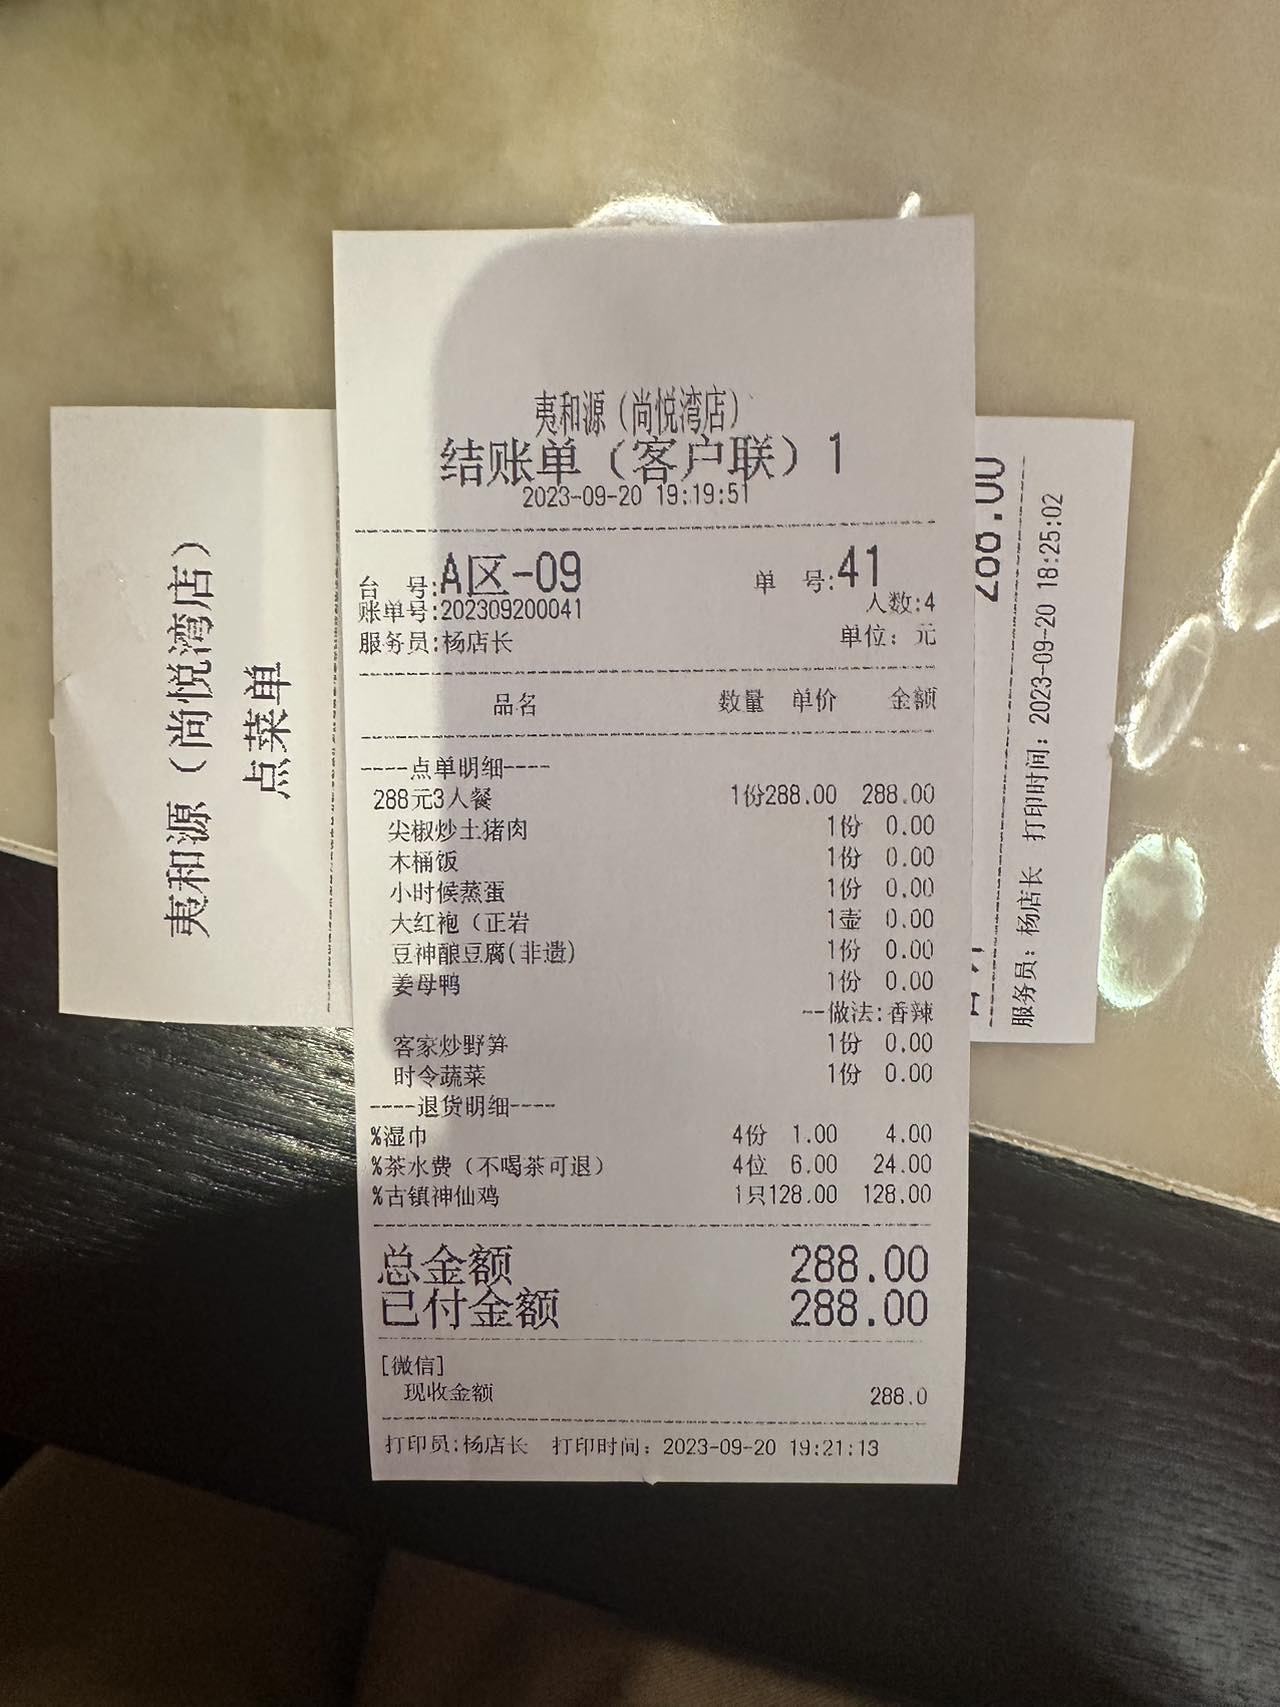 夷和源（尚悦湾店）
结账单（客户联）1
2023-09-20 19:19:51
台 号:A区-09 单 号:41
账单号:202309200041 人数:4
服务员:杨店长 单位: 元
品名 数量 单价 金额
----点单明细----
288元3人餐 1份288.00 288.00
尖椒炒土猪肉 1份 0.00
木桶饭 1份 0.00
小时候蒸蛋 1份 0.00
大红袍（正岩 1壶 0.00
豆神酿豆腐(非遗) 1份 0.00
姜母鸭 1份 0.00
--做法:香辣
客家炒野笋 1份 0.00
时令蔬菜 1份 0.00
----退货明细----
%湿巾 4份 1.00 4.00
%茶水费（不喝茶可退） 4位 6.00 24.00
%古镇神仙鸡 1只128.00 128.00
总金额 288.00
已付金额 288.00
[微信]
现收金额 288.0
打印员:杨店长 打印时间: 2023-09-20 19:21:13
夷和源（尚悦湾店）
点菜单
288.00
服务员: 杨店长 打印时间: 2023-09-20 18:25:02